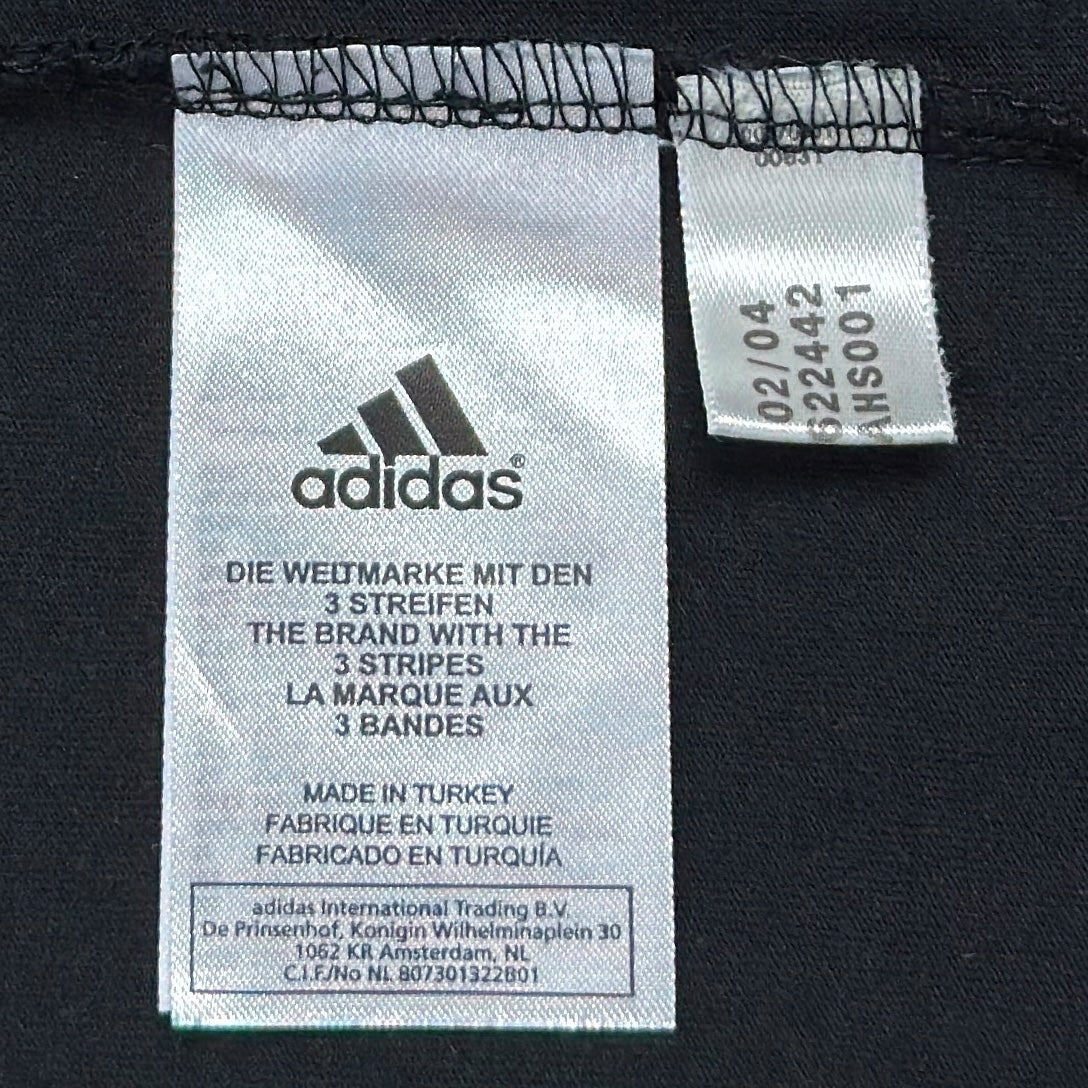 adidas®
DIE WELTMARKE MIT DEN
3 STREIFEN
THE BRAND WITH THE
3 STRIPES
LA MARQUE AUX
3 BANDES
MADE IN TURKEY
FABRIQUE EN TURQUIE
FABRICADO EN TURQUÍA
adidas International Trading B.V.
De Prinsenhof, Konigin Wilhelminaplein 30
1062 KR Amsterdam, NL
C.I.F./No NL 807301322B01
02/04
622442
AHS001